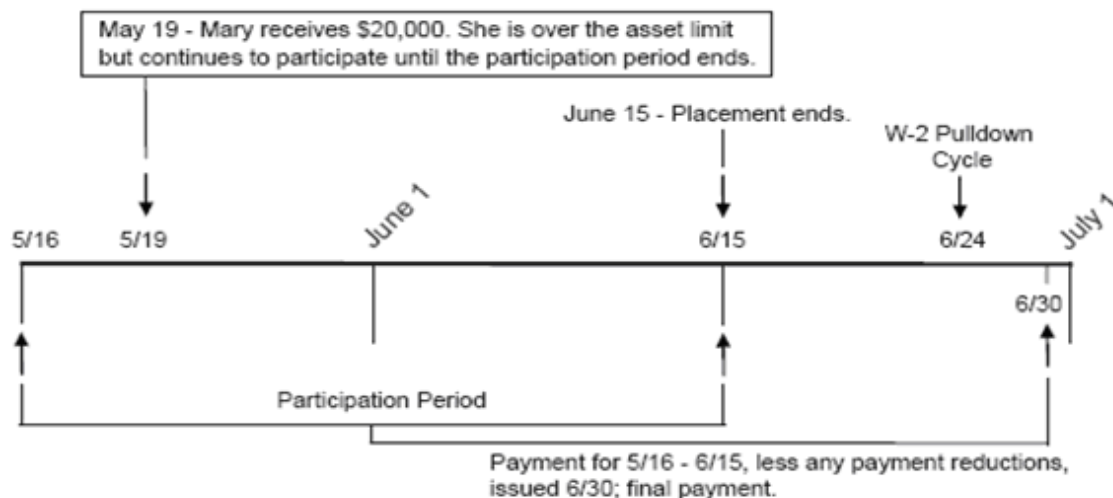 May 19 - Mary receives $20,000. She is over the asset limit
but continues to participate until the participation period ends.
June 15 - Placement ends.
W-2 Pulldown
Cycle
5/16
5/19
June 1
6/15
6/24
July 1
6/30
Participation Period
Payment for 5/16 - 6/15, less any payment reductions,
issued 6/30; final payment.